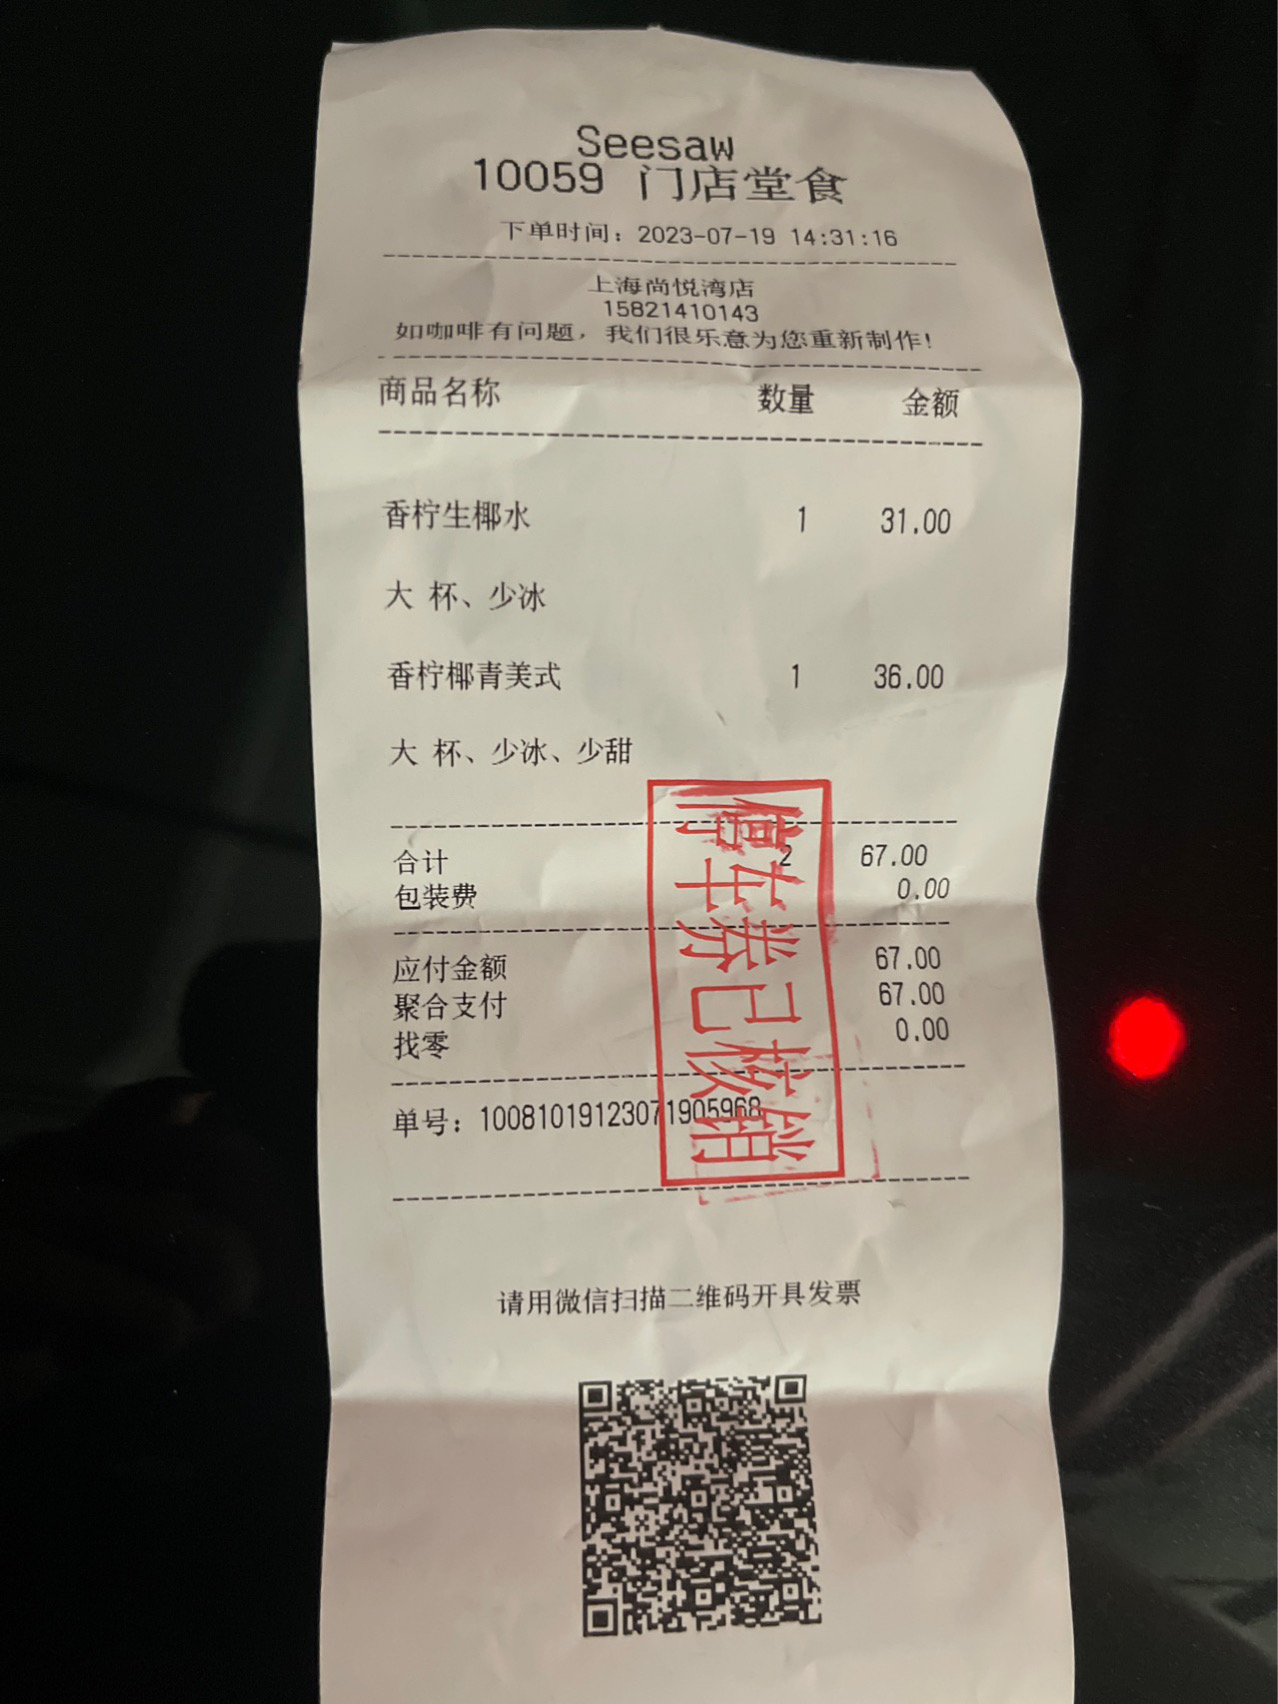 Seesaw
10059 门店堂食
下单时间：2023-07-19 14:31:16
上海尚悦湾店
15821410143
如咖啡有问题，我们很乐意为您重新制作！
商品名称 数量 金额
香柠生椰水 1 31.00
大 杯、少冰
香柠椰青美式 1 36.00
大 杯、少冰、少甜
合计 2 67.00
包装费 0.00
应付金额 67.00
聚合支付 67.00
找零 0.00
单号：10081019123071905968
停车券已核销
请用微信扫描二维码开具发票